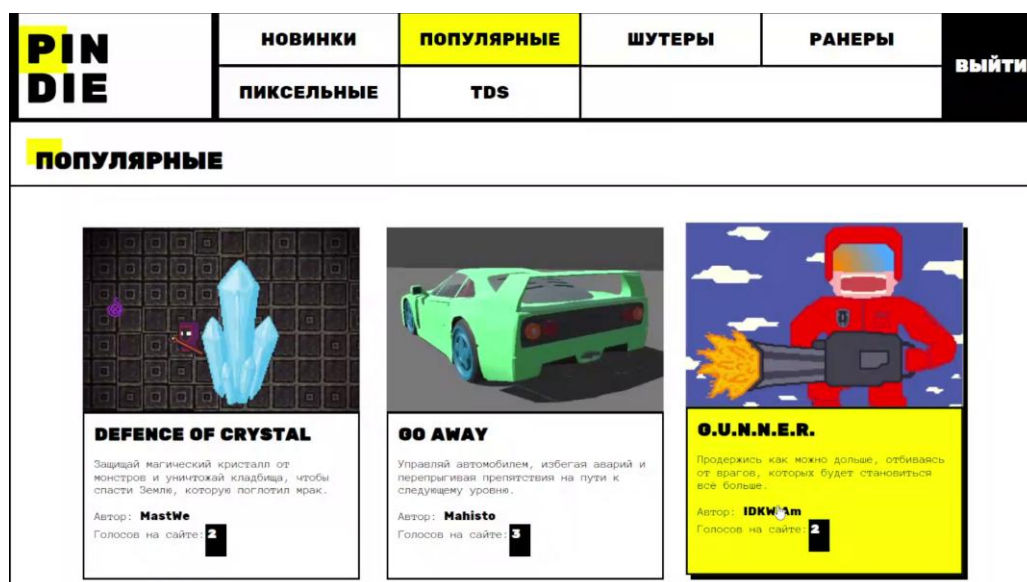 PIN
DIE
НОВИНКИ
ПОПУЛЯРНЫЕ
ШУТЕРЫ
РАНЕРЫ
ВЫЙТИ
ПИКСЕЛЬНЫЕ
TDS
ПОПУЛЯРНЫЕ
DEFENCE OF CRYSTAL
Защищай магический кристалл от
монстров и уничтожай кладбища, чтобы
спасти Землю, которую поглотил мрак.
Автор: MastWe
Голосов на сайте: 2
GO AWAY
Управляй автомобилем, избегая аварий и
перепрыгивая препятствия на пути к
следующему уровню.
Автор: Mahisto
Голосов на сайте: 3
G.U.N.N.E.R.
Продержись как можно дольше, отбиваясь
от врагов, которых будет становиться
всё больше.
Автор:
Голосов на сайте: 2